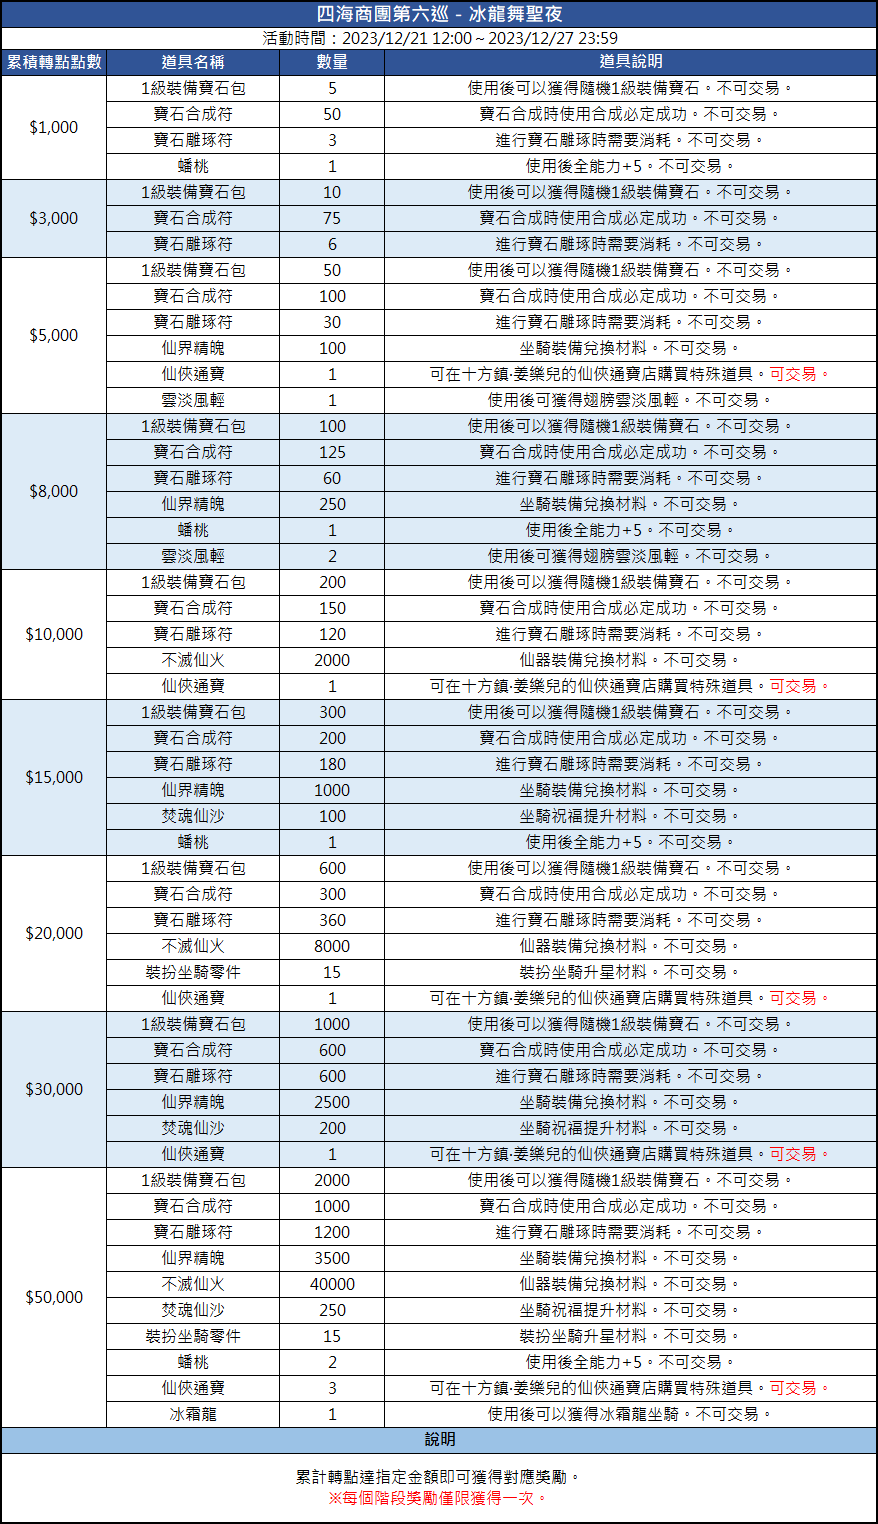 四海商團第六巡 - 冰龍舞聖夜
活動時間：2023/12/21 12:00 ~ 2023/12/27 23:59
累積轉點點數 道具名稱 數量 道具說明
$1,000
1級裝備寶石包 5 使用後可以獲得隨機1級裝備寶石。不可交易。
寶石合成符 50 寶石合成時使用合成必定成功。不可交易。
寶石雕琢符 3 進行寶石雕琢時需要消耗。不可交易。
蟠桃 1 使用後全能力+5。不可交易。
$3,000
1級裝備寶石包 10 使用後可以獲得隨機1級裝備寶石。不可交易。
寶石合成符 75 寶石合成時使用合成必定成功。不可交易。
寶石雕琢符 6 進行寶石雕琢時需要消耗。不可交易。
$5,000
1級裝備寶石包 50 使用後可以獲得隨機1級裝備寶石。不可交易。
寶石合成符 100 寶石合成時使用合成必定成功。不可交易。
寶石雕琢符 30 進行寶石雕琢時需要消耗。不可交易。
仙界精魄 100 坐騎裝備兌換材料。不可交易。
仙俠通寶 1 可在十方鎮‧姜樂兒的仙俠通寶店購買特殊道具。可交易。
雲淡風輕 1 使用後可獲得翅膀雲淡風輕。不可交易。
$8,000
1級裝備寶石包 100 使用後可以獲得隨機1級裝備寶石。不可交易。
寶石合成符 125 寶石合成時使用合成必定成功。不可交易。
寶石雕琢符 60 進行寶石雕琢時需要消耗。不可交易。
仙界精魄 250 坐騎裝備兌換材料。不可交易。
蟠桃 1 使用後全能力+5。不可交易。
雲淡風輕 2 使用後可獲得翅膀雲淡風輕。不可交易。
$10,000
1級裝備寶石包 200 使用後可以獲得隨機1級裝備寶石。不可交易。
寶石合成符 150 寶石合成時使用合成必定成功。不可交易。
寶石雕琢符 120 進行寶石雕琢時需要消耗。不可交易。
不滅仙火 2000 仙器裝備兌換材料。不可交易。
仙俠通寶 1 可在十方鎮‧姜樂兒的仙俠通寶店購買特殊道具。可交易。
$15,000
1級裝備寶石包 300 使用後可以獲得隨機1級裝備寶石。不可交易。
寶石合成符 200 寶石合成時使用合成必定成功。不可交易。
寶石雕琢符 180 進行寶石雕琢時需要消耗。不可交易。
仙界精魄 1000 坐騎裝備兌換材料。不可交易。
焚魂仙沙 100 坐騎祝福提升材料。不可交易。
蟠桃 1 使用後全能力+5。不可交易。
$20,000
1級裝備寶石包 600 使用後可以獲得隨機1級裝備寶石。不可交易。
寶石合成符 300 寶石合成時使用合成必定成功。不可交易。
寶石雕琢符 360 進行寶石雕琢時需要消耗。不可交易。
不滅仙火 8000 仙器裝備兌換材料。不可交易。
裝扮坐騎零件 15 裝扮坐騎升星材料。不可交易。
仙俠通寶 1 可在十方鎮‧姜樂兒的仙俠通寶店購買特殊道具。可交易。
$30,000
1級裝備寶石包 1000 使用後可以獲得隨機1級裝備寶石。不可交易。
寶石合成符 600 寶石合成時使用合成必定成功。不可交易。
寶石雕琢符 600 進行寶石雕琢時需要消耗。不可交易。
仙界精魄 2500 坐騎裝備兌換材料。不可交易。
焚魂仙沙 200 坐騎祝福提升材料。不可交易。
仙俠通寶 1 可在十方鎮‧姜樂兒的仙俠通寶店購買特殊道具。可交易。
$50,000
1級裝備寶石包 2000 使用後可以獲得隨機1級裝備寶石。不可交易。
寶石合成符 1000 寶石合成時使用合成必定成功。不可交易。
寶石雕琢符 1200 進行寶石雕琢時需要消耗。不可交易。
仙界精魄 3500 坐騎裝備兌換材料。不可交易。
不滅仙火 40000 仙器裝備兌換材料。不可交易。
焚魂仙沙 250 坐騎祝福提升材料。不可交易。
裝扮坐騎零件 15 裝扮坐騎升星材料。不可交易。
蟠桃 2 使用後全能力+5。不可交易。
仙俠通寶 3 可在十方鎮‧姜樂兒的仙俠通寶店購買特殊道具。可交易。
冰霜龍 1 使用後可以獲得冰霜龍坐騎。不可交易。
說明
累計轉點達指定金額即可獲得對應獎勵。
※每個階段獎勵僅限獲得一次。